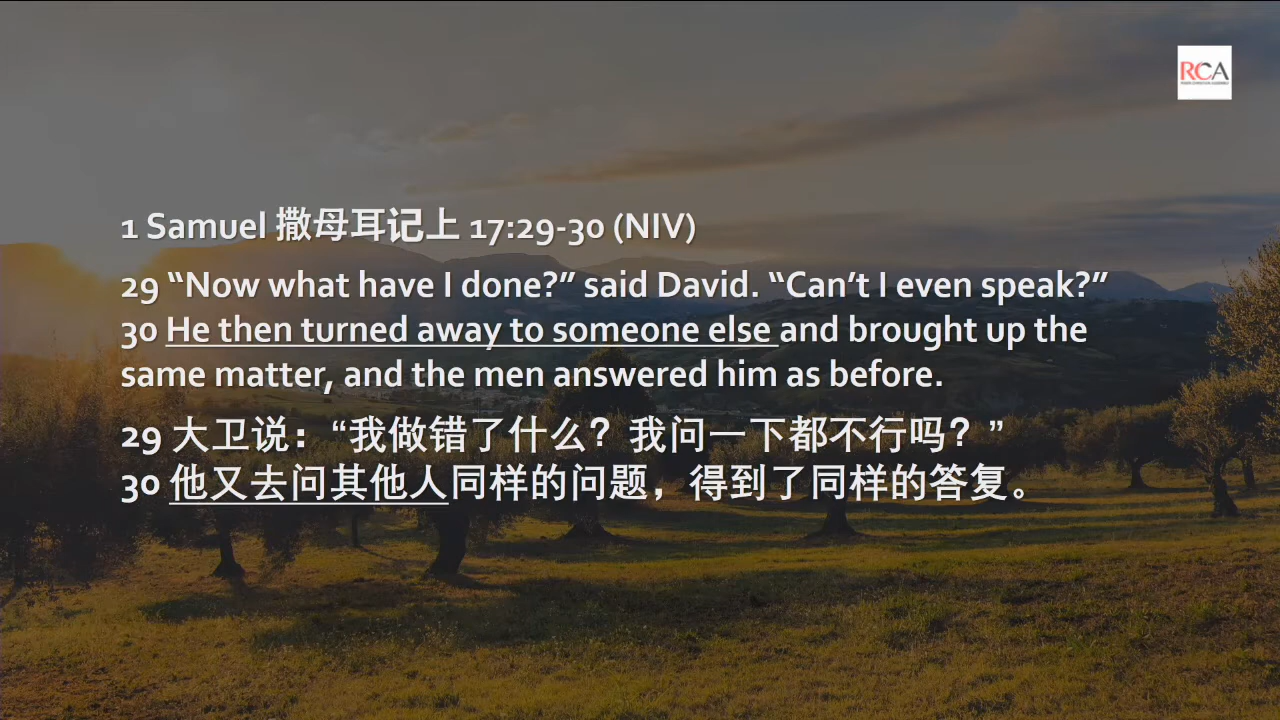 RCA
1 Samuel 撒母耳记上 17:29-30 (NIV)
29 “Now what have I done?” said David. “Can’t I even speak?”
30 He then turned away to someone else and brought up the
same matter, and the men answered him as before.
29 大卫说：“我做错了什么？我问一下都不行吗？”
30 他又去问其他人同样的问题，得到了同样的答复。